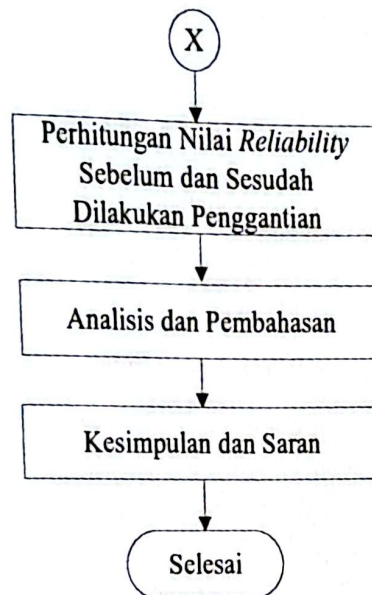 X
Perhitungan Nilai Reliability
Sebelum dan Sesudah
Dilakukan Penggantian
Analisis dan Pembahasan
Kesimpulan dan Saran
Selesai